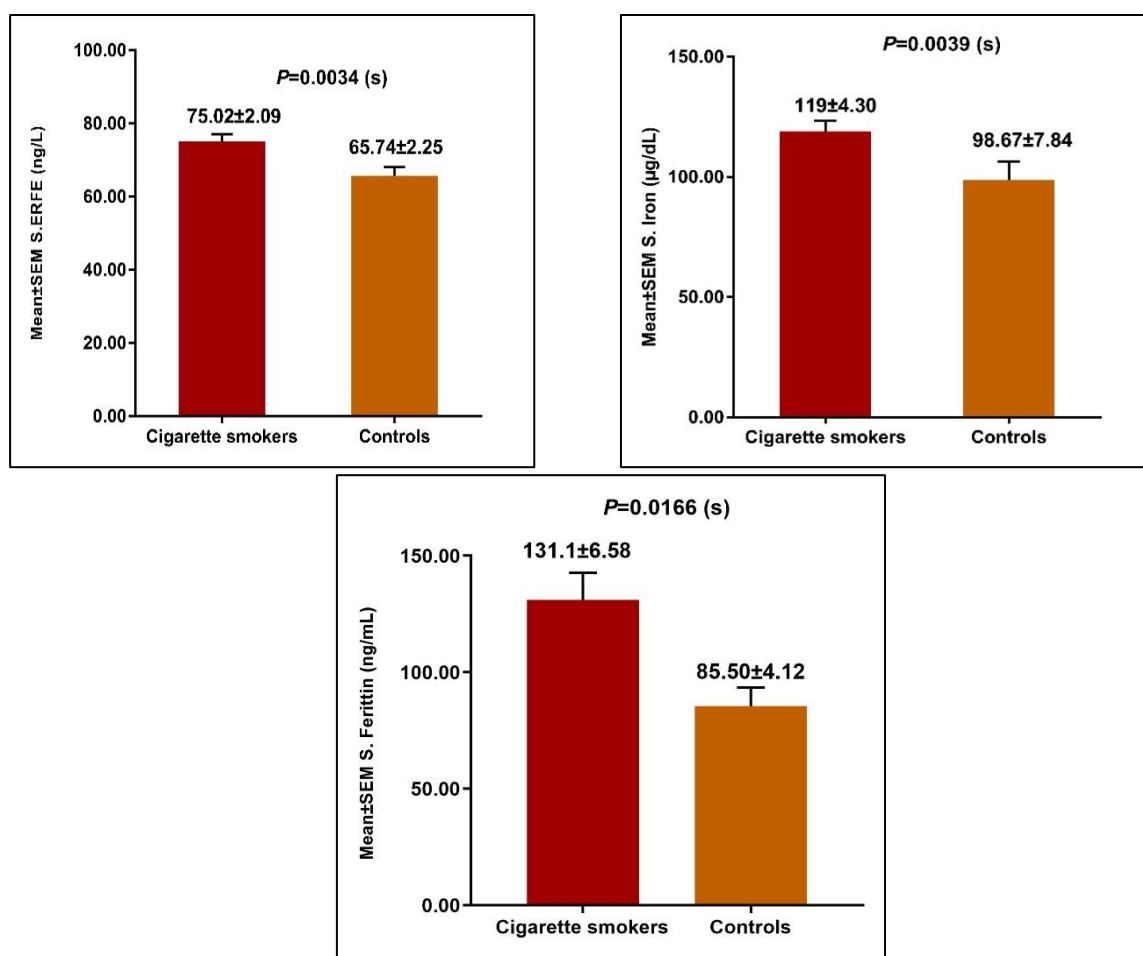 Mean±SEM S.ERFE (ng/L)
100.00
80.00
60.00
40.00
20.00
0.00
P=0.0034 (s)
75.02±2.09
65.74±2.25
Cigarette smokers
Controls
Mean±SEM S. Iron (µg/dL)
150.00
100.00
50.00
0.00
P=0.0039 (s)
119±4.30
98.67±7.84
Cigarette smokers
Controls
Mean±SEM S. Ferittin (ng/mL)
150.00
100.00
50.00
0.00
P=0.0166 (s)
131.1±6.58
85.50±4.12
Cigarette smokers
Controls